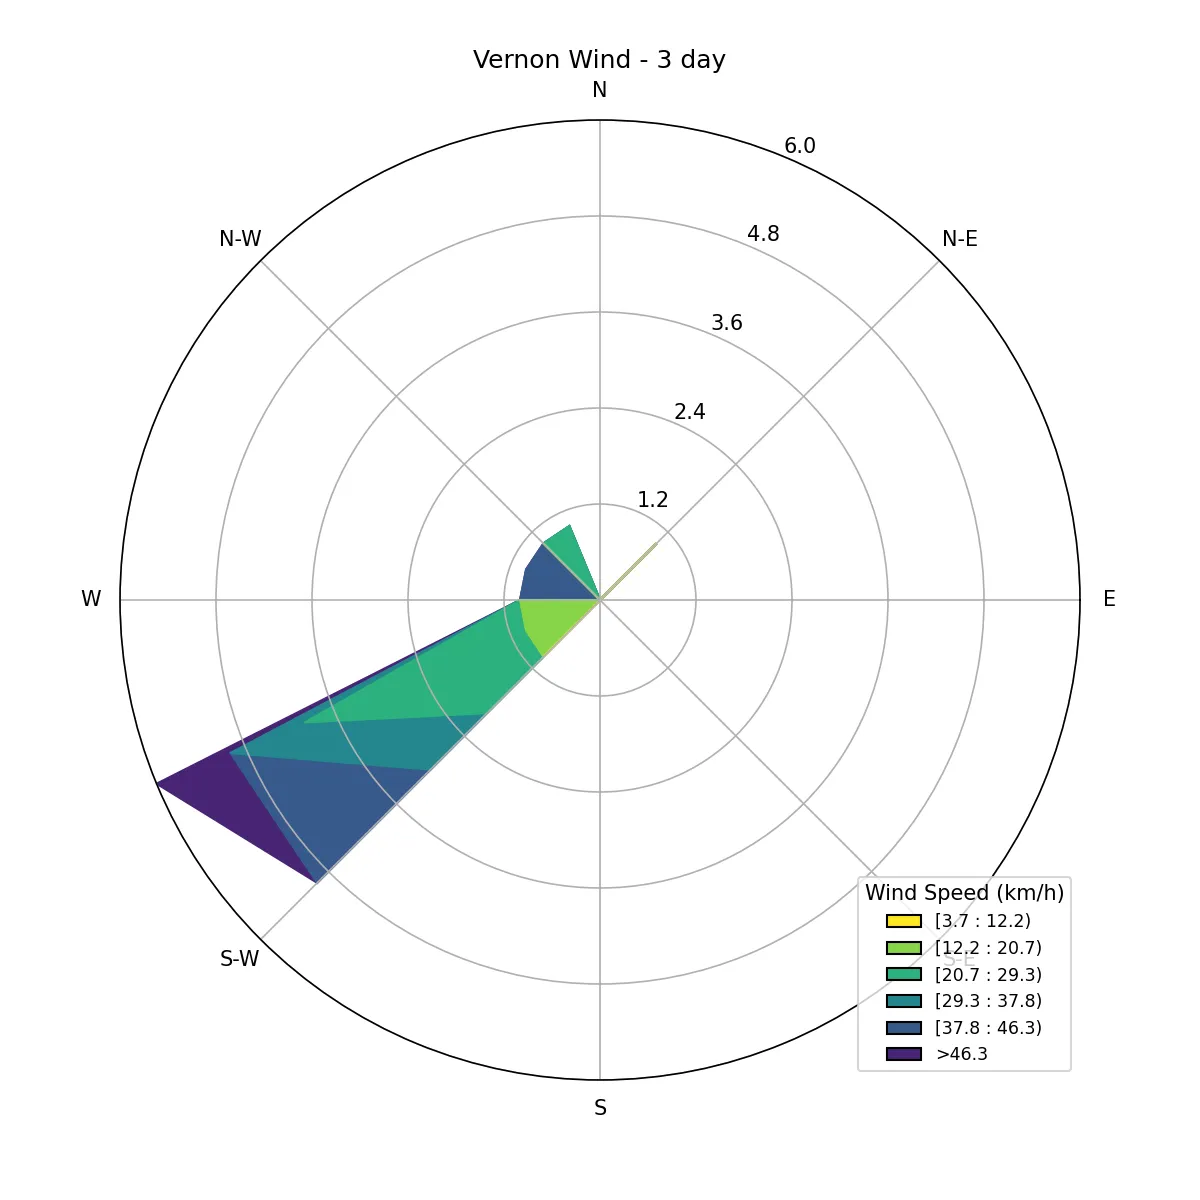 Vernon Wind - 3 day
N
6.0
4.8
N-W
N-E
3.6
2.4
1.2
W
E
S-W
S-E
Wind Speed (km/h)
[3.7 : 12.2)
[12.2 : 20.7)
[20.7 : 29.3)
[29.3 : 37.8)
[37.8 : 46.3)
>46.3
S